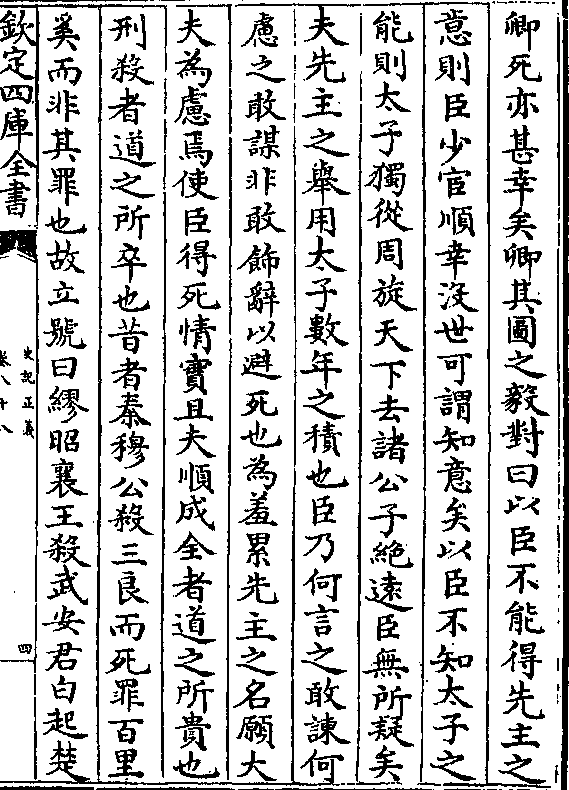 卿死亦甚幸矣卿其圖之毅對曰以臣不能得先主之
意則臣少宦順幸沒世可謂知意矣以臣不知太子之
能則太子獨從周旋天下去諸公子絶逺臣無所疑矣
夫先主之舉用太子數年之積也臣乃何言之敢諫何
慮之敢謀非敢飾辭以避死也為羞累先主之名願大
夫為慮焉使臣得死情實且夫順成全者道之所貴也
刑殺者道之所卒也昔者秦穆公殺三良而死罪百里
奚而非其罪也故立號曰繆昭襄王殺武安君白起楚
欽定四庫全書
史記正義
卷八十八
四